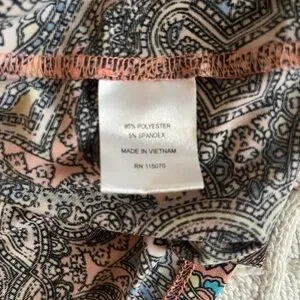 95% POLYESTER
5% SPANDEX
MADE IN VIETNAM
RN 115070